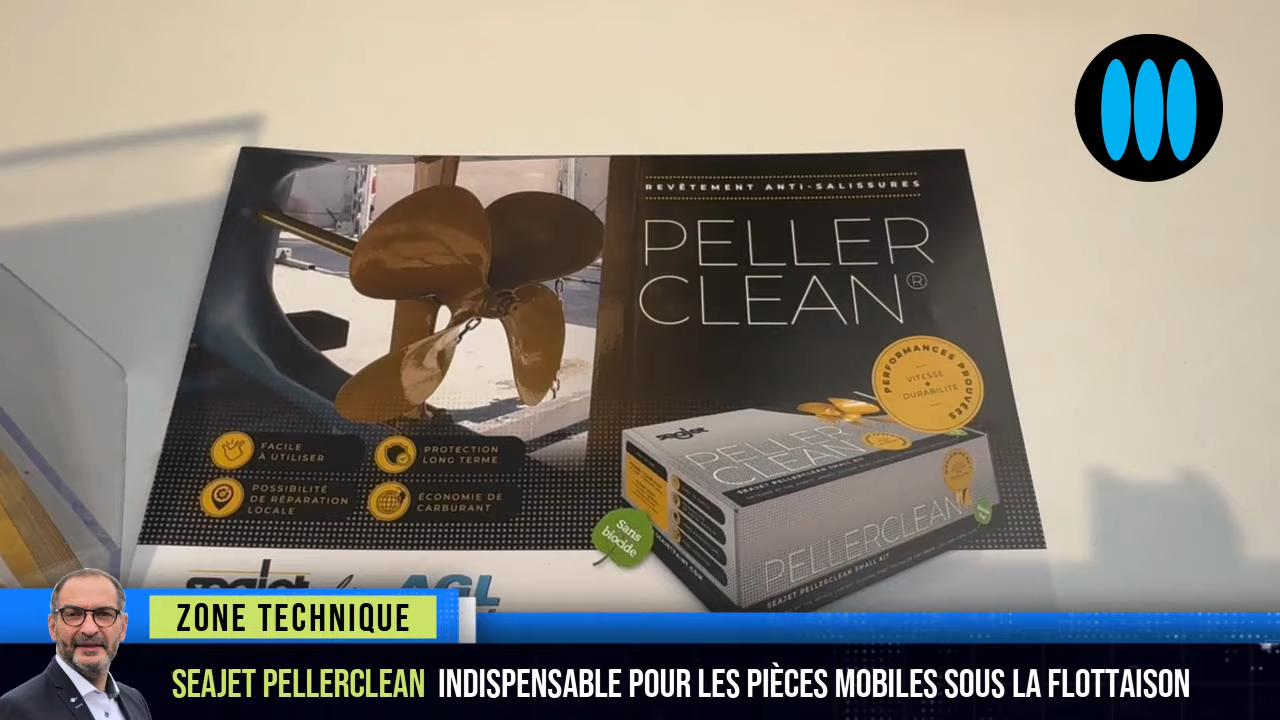 REVÊTEMENT ANTI-SALISSURES
PELLER
CLEAN®
PERFORMANCES PROUVÉES
VITESSE
+
DURABILITÉ
FACILE
À UTILISER
PROTECTION
LONG TERME
POSSIBILITÉ
DE RÉPARATION
LOCALE
ÉCONOMIE DE
CARBURANT
Sans
biocide
seajet
PELLER
CLEAN
SEAJET PELLERCLEAN SMALL KIT
PELLERCLEAN
SEAJET PELLERCLEAN SMALL KIT
seajet
by
AGL
ZONE TECHNIQUE
SEAJET PELLERCLEAN INDISPENSABLE POUR LES PIÈCES MOBILES SOUS LA FLOTTAISON